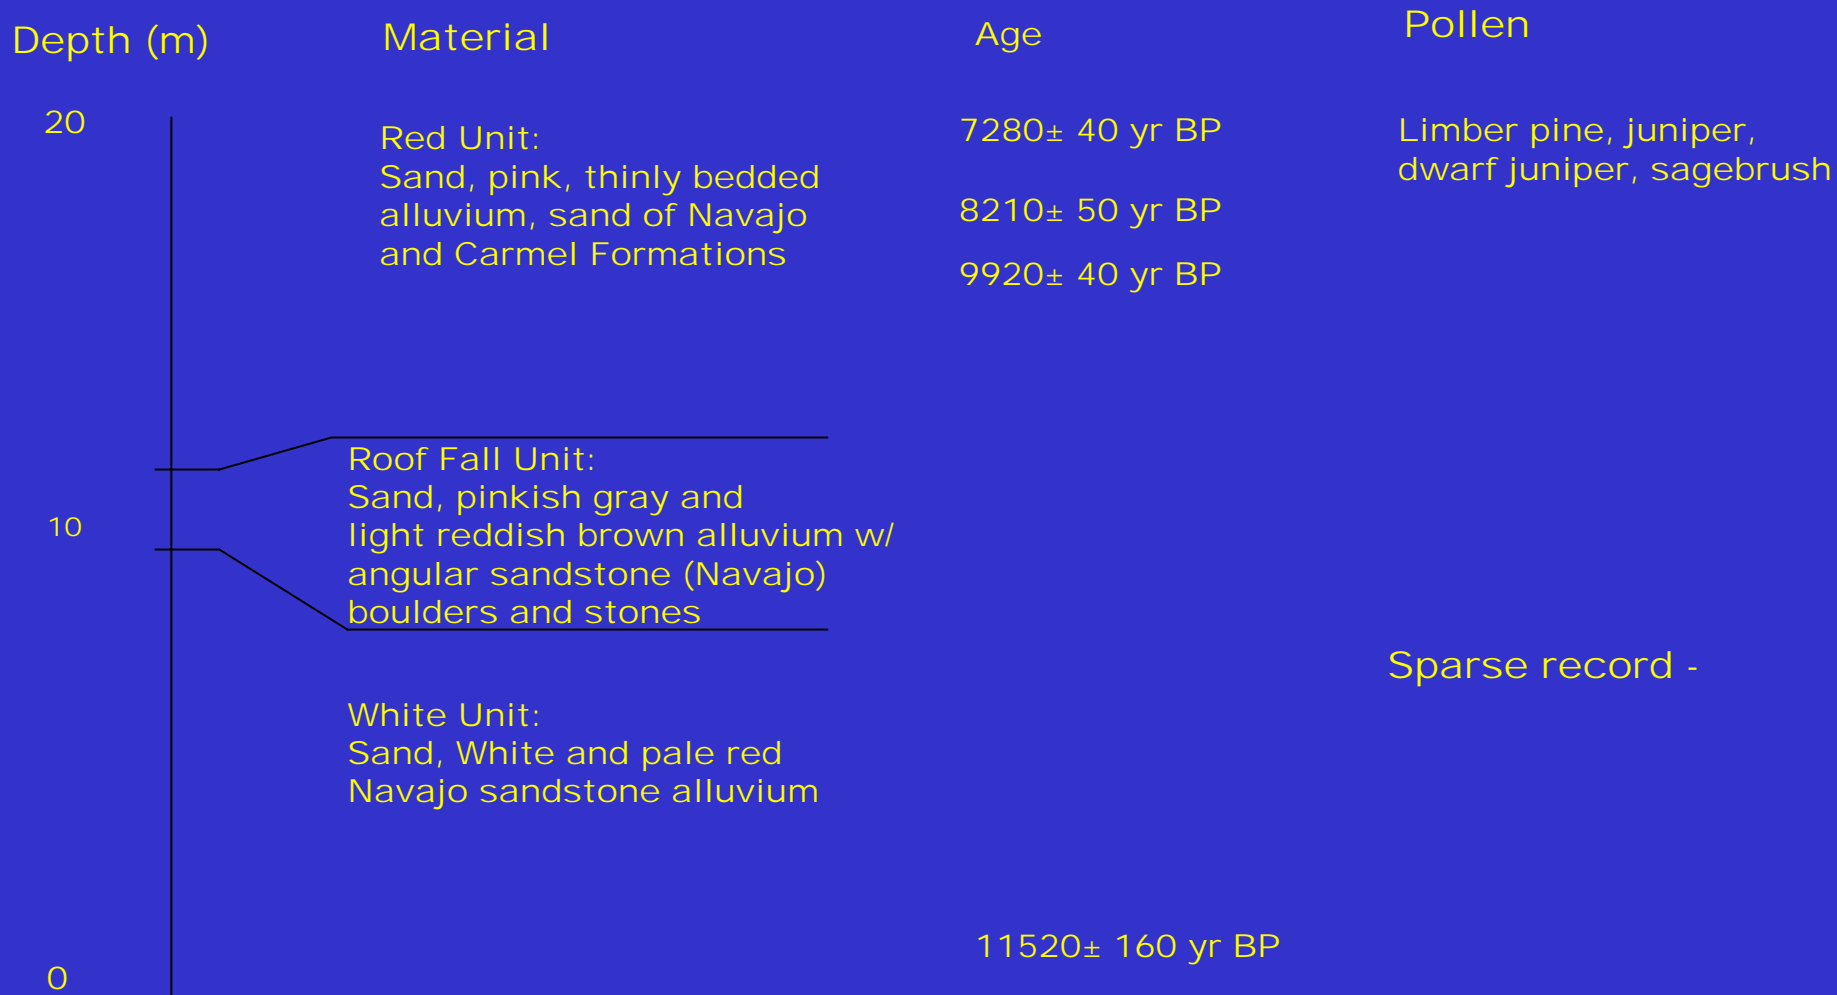 Depth (m)
Material
Age
Pollen
20
Red Unit:
Sand, pink, thinly bedded
alluvium, sand of Navajo
and Carmel Formations
7280± 40 yr BP
8210± 50 yr BP
9920± 40 yr BP
Limber pine, juniper,
dwarf juniper, sagebrush
10
Roof Fall Unit:
Sand, pinkish gray and
light reddish brown alluvium w/
angular sandstone (Navajo)
boulders and stones
Sparse record -
White Unit:
Sand, White and pale red
Navajo sandstone alluvium
11520± 160 yr BP
0